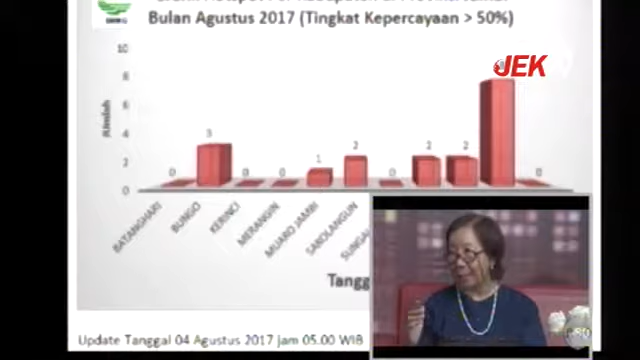 Bulan Agustus 2017 (Tingkat Kepercayaan > 50%)
JEK
10
8
6
4
2
0
JUmlah
0
3
0
0
1
2
0
2
2
0
BATANGHARI
BUNGO
KERINCI
MERANGIN
MUARO JAMBI
SAROLANGUN
Update Tanggal 04 Agustus 2017 jam 05.00 WIB